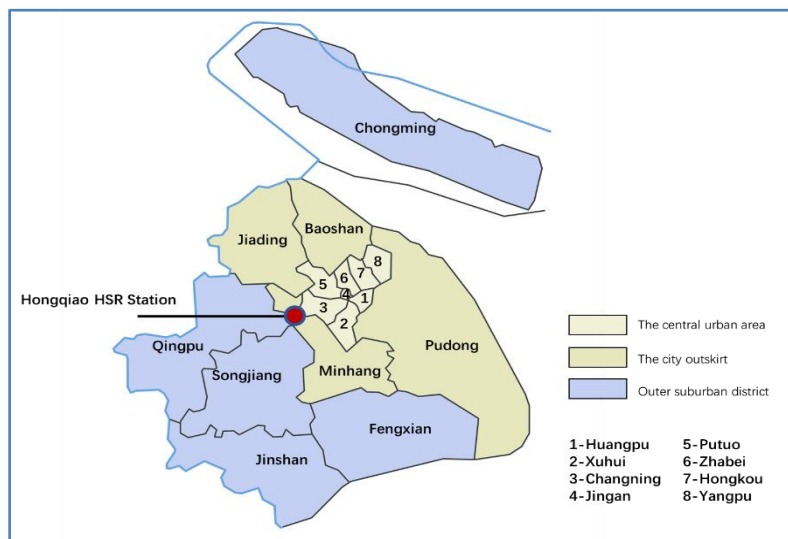 Chongming
Baoshan
Jiading
8
7
6
5
4
1
3
2
Hongqiao HSR Station
Qingpu
Pudong
Songjiang
Minhang
Fengxian
Jinshan
The central urban area
The city outskirt
Outer suburban district
1-Huangpu
2-Xuhui
3-Changning
4-Jingan
5-Putuo
6-Zhabei
7-Hongkou
8-Yangpu